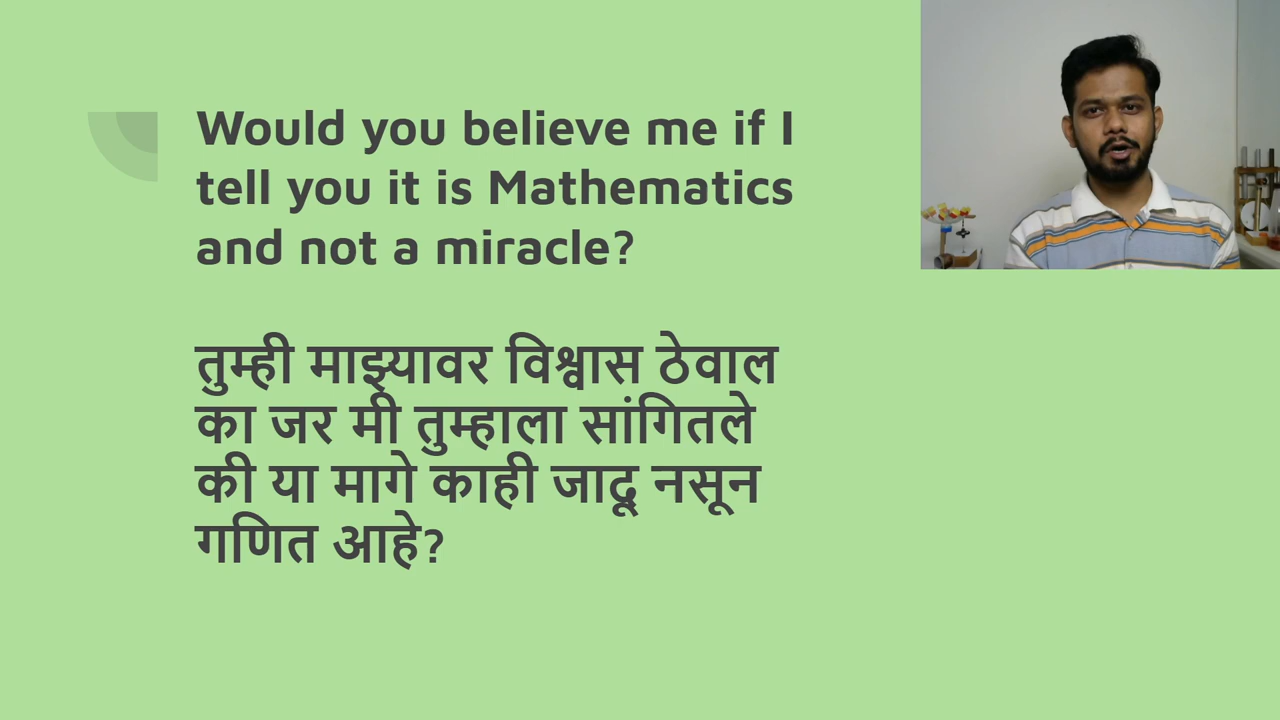 Would you believe me if I
tell you it is Mathematics
and not a miracle?
तुम्ही माझ्यावर विश्वास ठेवाल
का जर मी तुम्हाला सांगितले
की या मागे काही जादू नसून
गणित आहे?